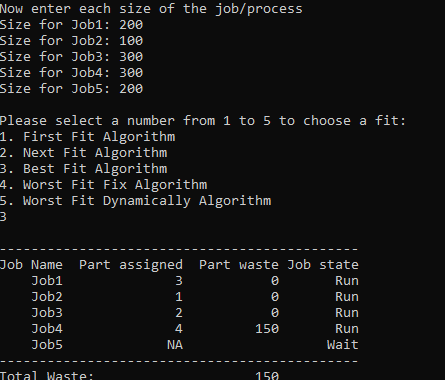 Now enter each size of the job/process
Size for Job1: 200
Size for Job2: 100
Size for Job3: 300
Size for Job4: 300
Size for Job5: 200

Please select a number from 1 to 5 to choose a fit:
1. First Fit Algorithm
2. Next Fit Algorithm
3. Best Fit Algorithm
4. Worst Fit Fix Algorithm
5. Worst Fit Dynamically Algorithm
3

----------------------------------------------
Job Name  Part assigned  Part waste Job state
    Job1               3           0       Run
    Job2               1           0       Run
    Job3               2           0       Run
    Job4               4         150       Run
    Job5              NA                  Wait
----------------------------------------------
Total Waste:                     150